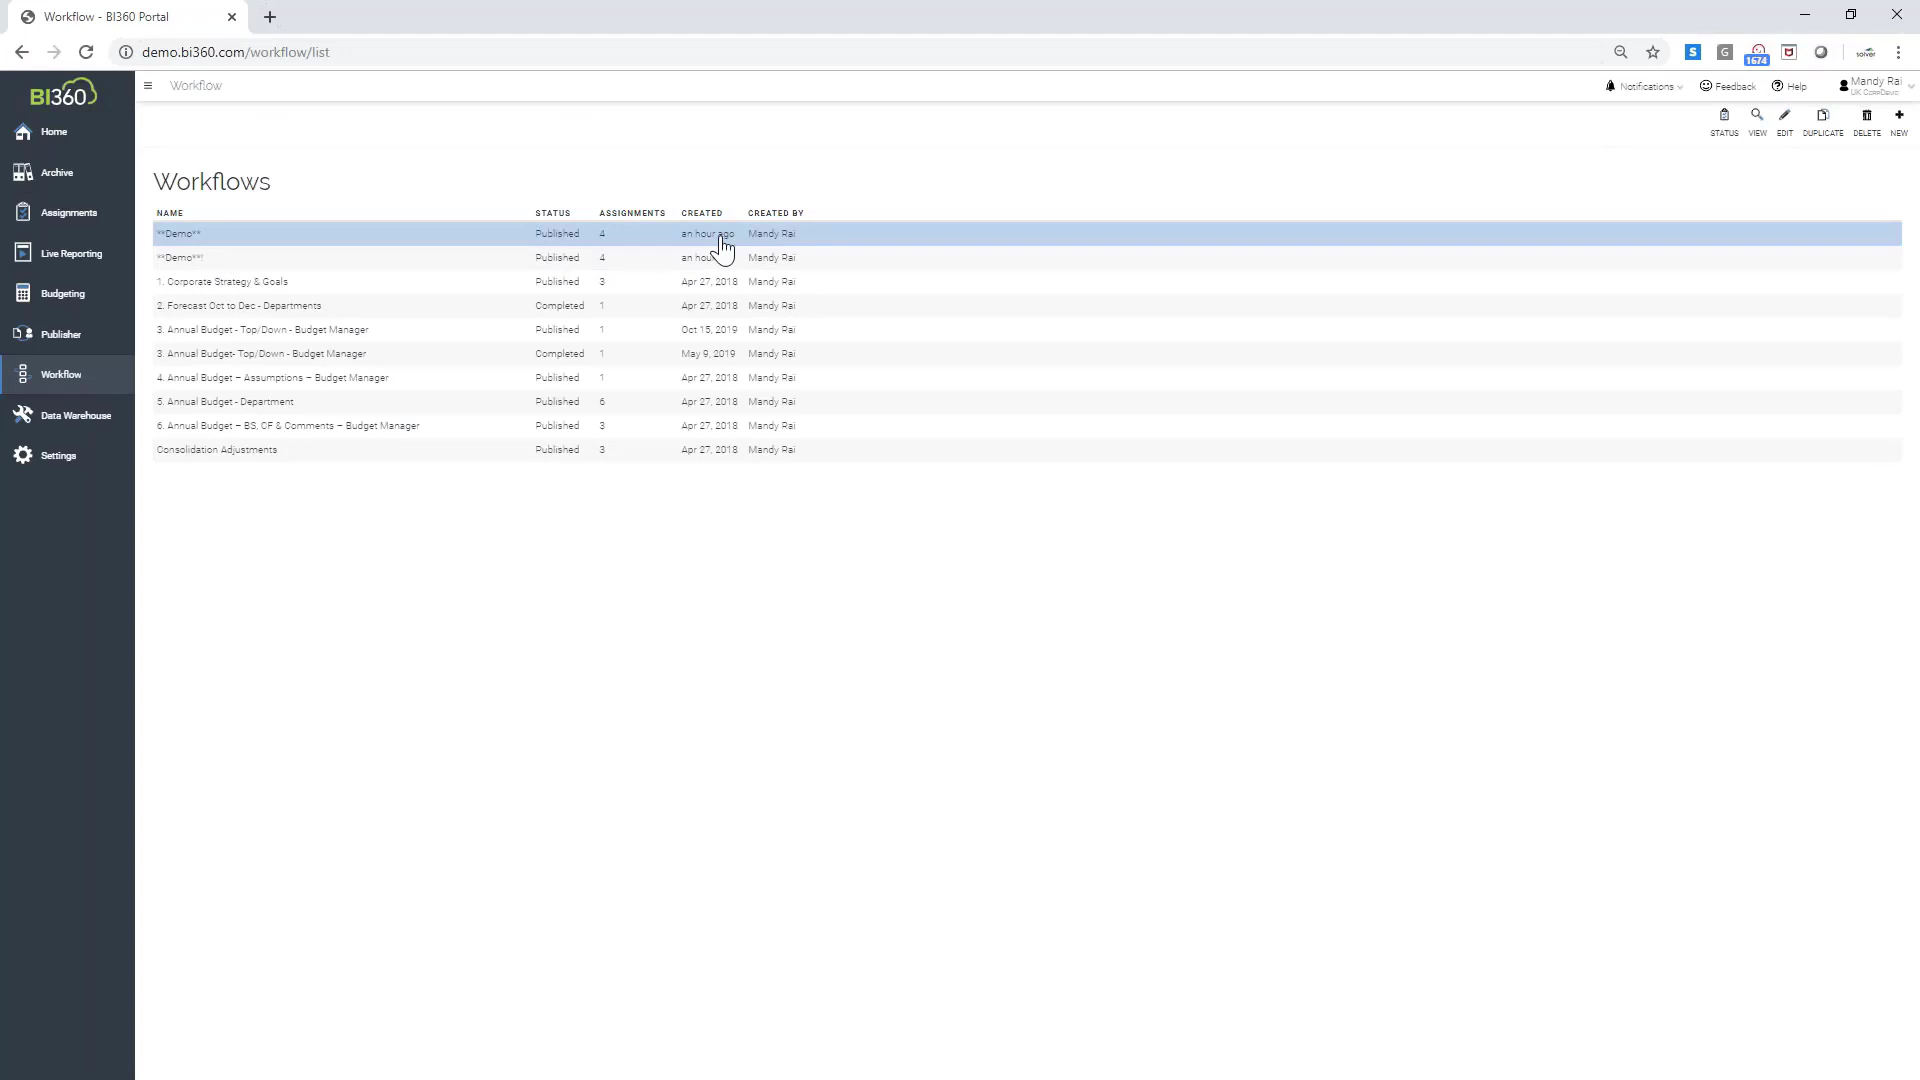 Workflow - BI360 Portal
demo.bi360.com/workflow/list
S
G
1674
solver
BI360
Workflow
Notifications
Feedback
Help
Mandy Rai
UK CorpDemo
Home
Archive
Assignments
Live Reporting
Budgeting
Publisher
Workflow
Data Warehouse
Settings
STATUS VIEW EDIT DUPLICATE DELETE NEW
Workflows
NAME STATUS ASSIGNMENTS CREATED CREATED BY
**Demo** Published 4 an hour ago Mandy Rai
**Demo**! Published 4 an hou Mandy Rai
1. Corporate Strategy & Goals Published 3 Apr 27, 2018 Mandy Rai
2. Forecast Oct to Dec - Departments Completed 1 Apr 27, 2018 Mandy Rai
3. Annual Budget - Top/Down - Budget Manager Published 1 Oct 15, 2019 Mandy Rai
3. Annual Budget- Top/Down - Budget Manager Completed 1 May 9, 2019 Mandy Rai
4. Annual Budget – Assumptions – Budget Manager Published 1 Apr 27, 2018 Mandy Rai
5. Annual Budget - Department Published 6 Apr 27, 2018 Mandy Rai
6. Annual Budget – BS, CF & Comments – Budget Manager Published 3 Apr 27, 2018 Mandy Rai
Consolidation Adjustments Published 3 Apr 27, 2018 Mandy Rai